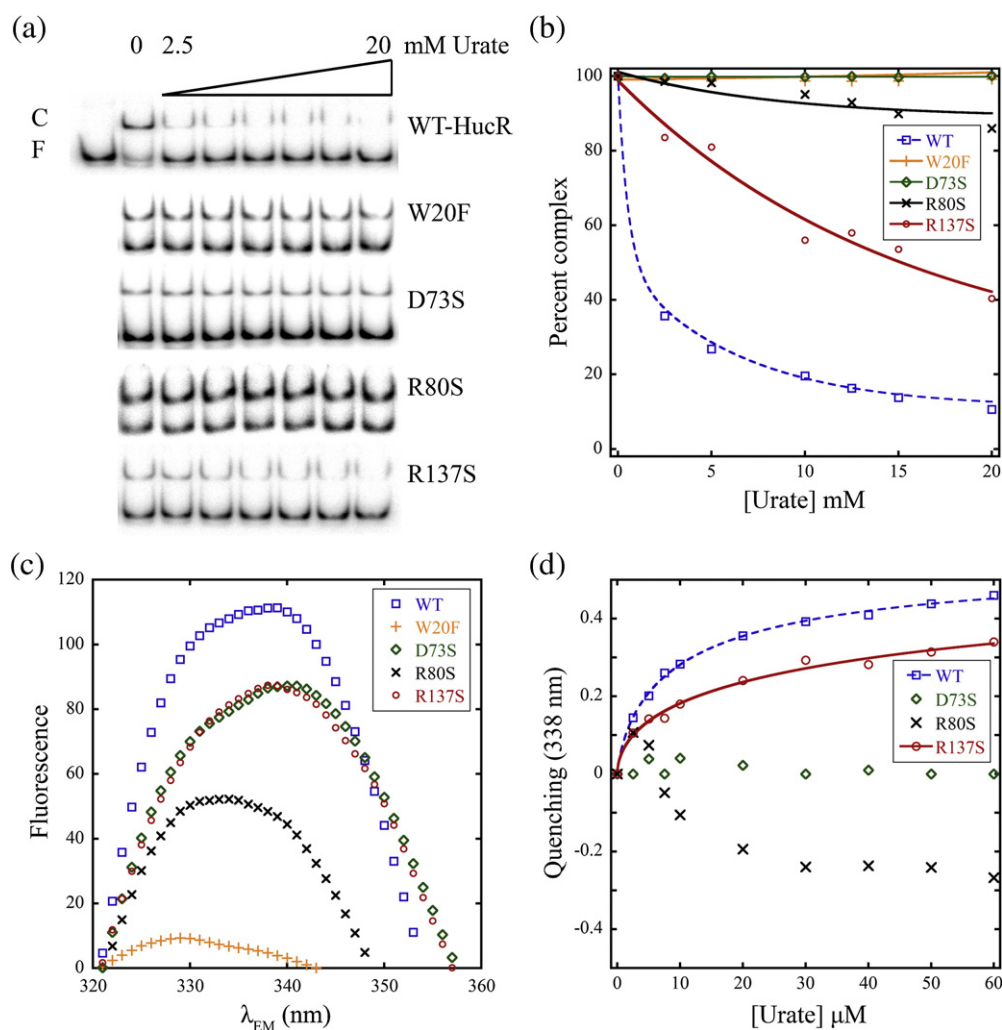 (a)
0 2.5 20 mM Urate
C
F
WT-HucR
W20F
D73S
R80S
R137S
(b)
Percent complex
100
80
60
40
20
0
WT
W20F
D73S
R80S
R137S
0 5 10 15 20
[Urate] mM
(c)
Fluorescence
120
100
80
60
40
20
0
WT
W20F
D73S
R80S
R137S
320 330 340 350 360
λEM (nm)
(d)
Quenching (338 nm)
0.4
0.2
0
-0.2
-0.4
WT
D73S
R80S
R137S
0 10 20 30 40 50 60
[Urate] μM